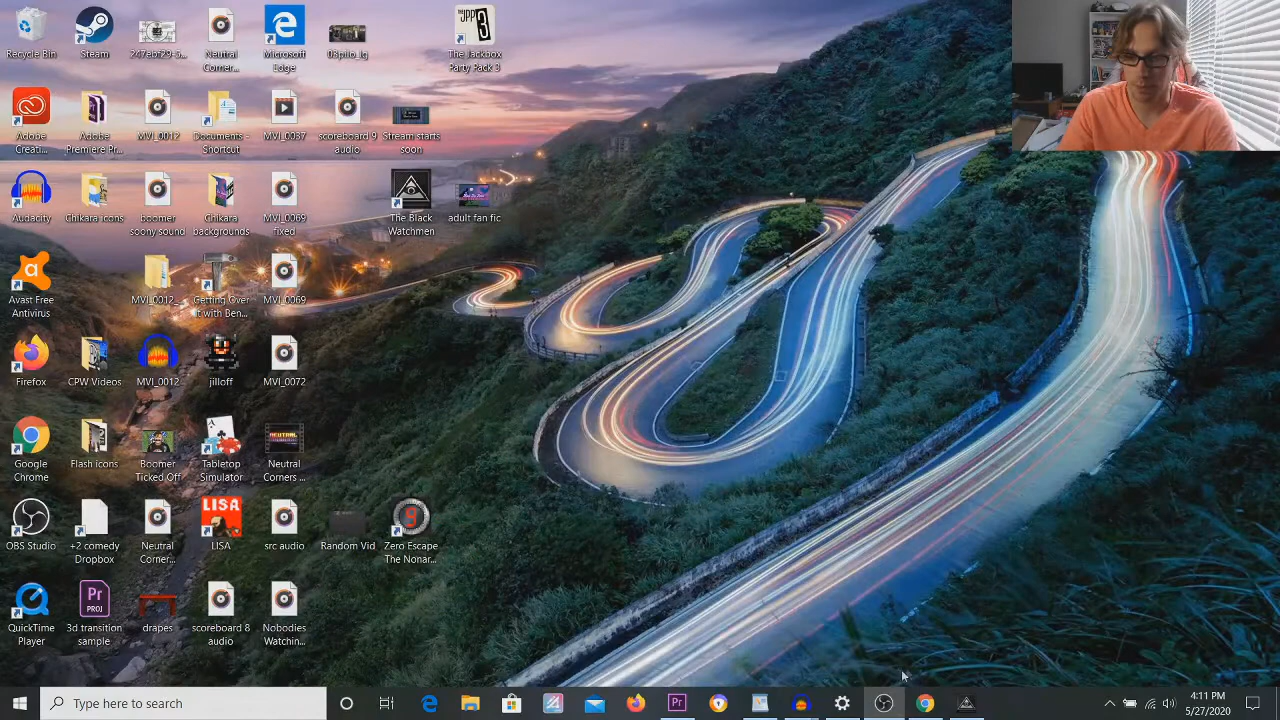 Recycle Bin
Steam
247eb129-5...
Neutral
Corner...
Microsoft
Edge
The Jackbox
Party Pack 3
Adobe
Creati...
Adobe
Premiere Pr...
MVI_0012
Documents -
Shortcut
MVI_0037
scoreboard 9
audio
Stream starts
soon
Audacity
Chikara icons
boomer
soony sound
Chikara
backgrounds
MVI_0069
fixed
The Black
Watchmen
adult fan fic
Avast Free
Antivirus
MVI_0012_...
Getting Over
it with Ben...
MVI_0069
Firefox
CPW Videos
MVI_0012
jilloff
MVI_0072
Google
Chrome
Flash icons
Boomer
Ticked Off
Tabletop
Simulator
Neutral
Corners ...
LISA
OBS Studio
+2 comedy
Dropbox
Neutral
Corner...
LISA
src audio
Random Vid
Zero Escape
The Nonar...
Pr
PROJ
QuickTime
Player
3d transition
sample
drapes
scoreboard 8
audio
Nobodies
Watchin...
Type here to search
Pr
4:11 PM
5/27/2020